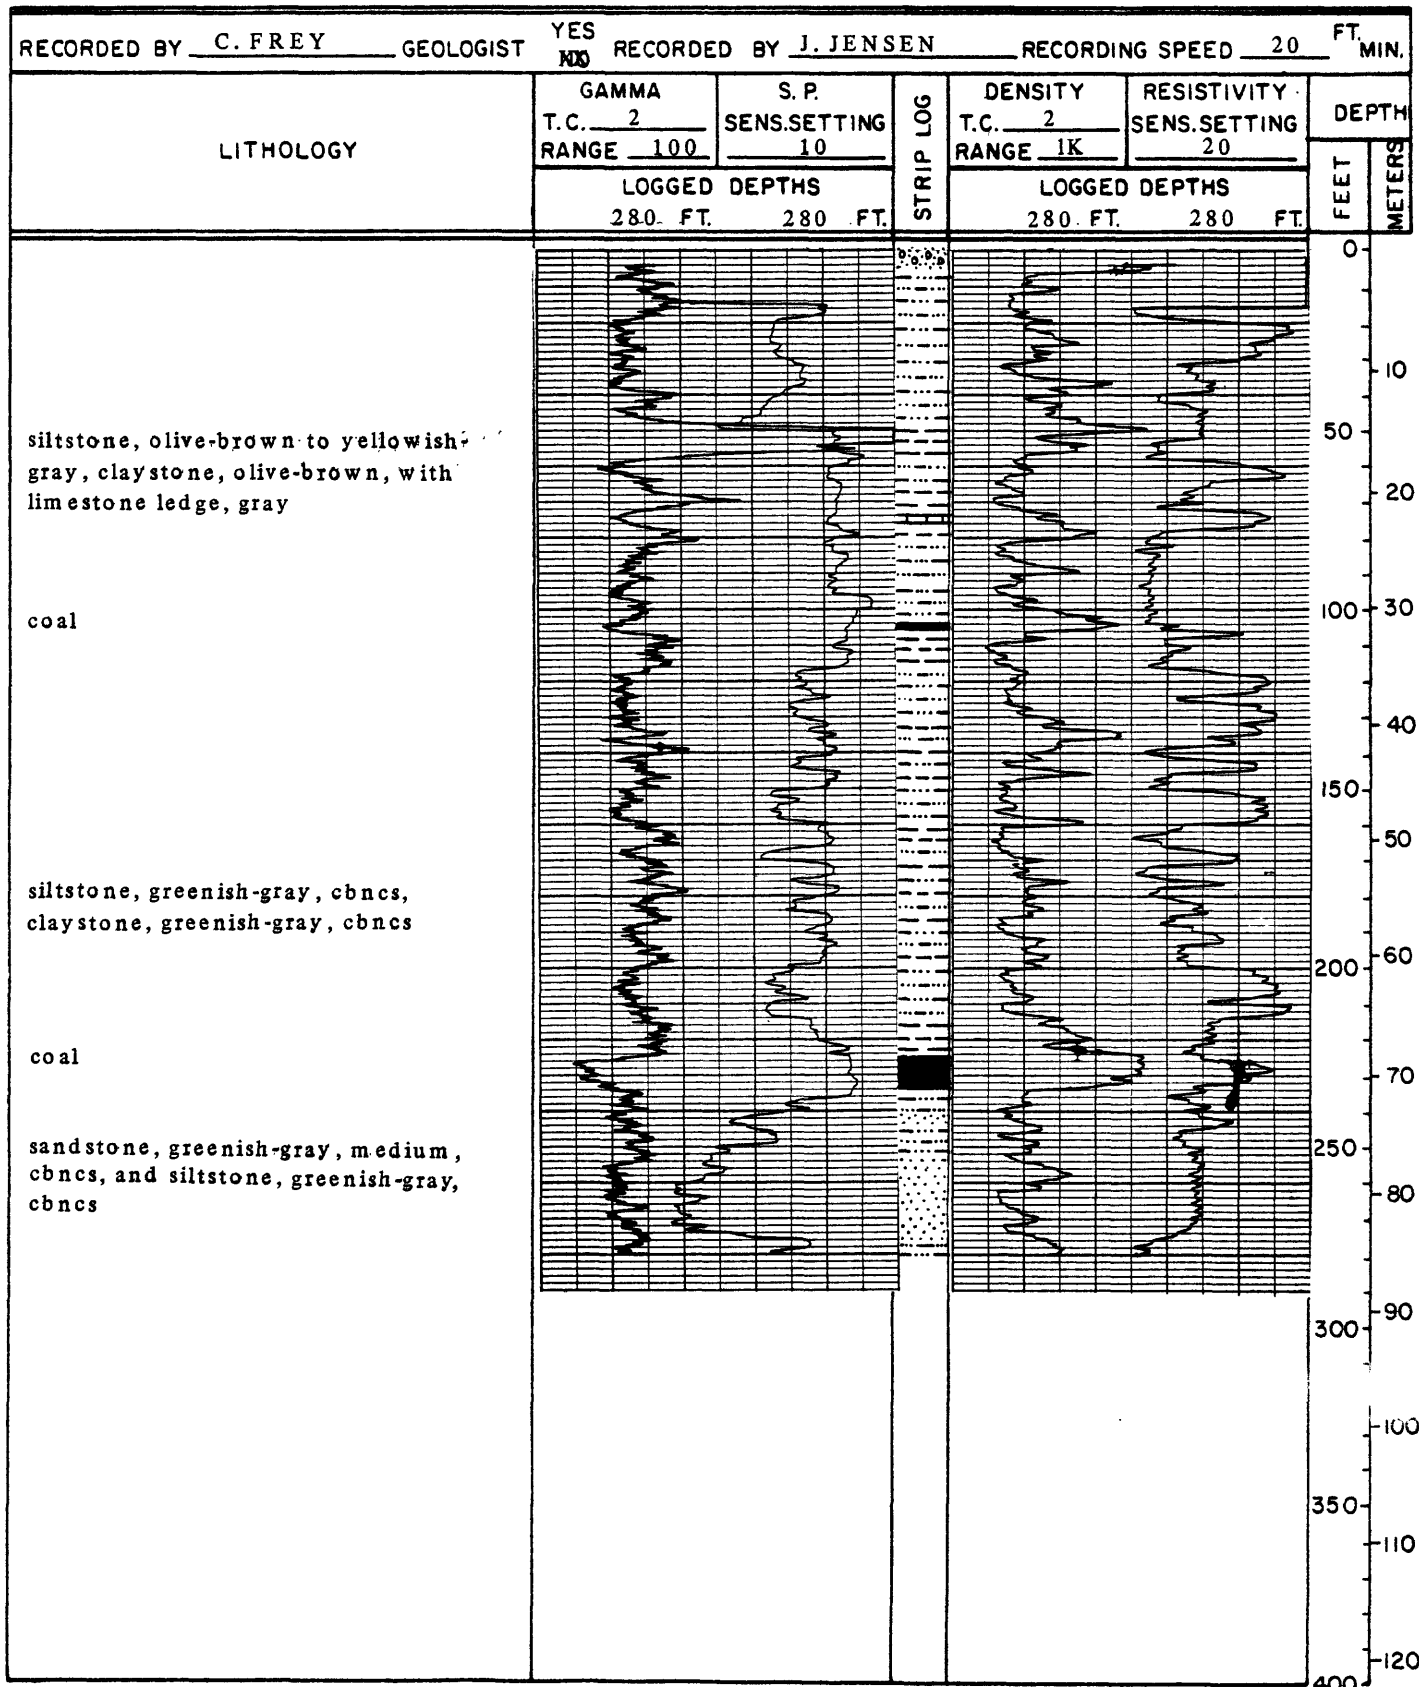 RECORDED BY C. FREY GEOLOGIST YES NO RECORDED BY J. JENSEN RECORDING SPEED 20 FT. MIN.
LITHOLOGY
GAMMA
T.C. 2
RANGE 100
S. P.
SENS.SETTING
10
LOGGED DEPTHS
280 FT. 280 FT.
STRIP LOG
DENSITY
T.C. 2
RANGE 1K
RESISTIVITY
SENS.SETTING
20
LOGGED DEPTHS
280 FT. 280 FT.
DEPTH
FEET
METERS
siltstone, olive-brown to yellowish-
gray, claystone, olive-brown, with
limestone ledge, gray
coal
siltstone, greenish-gray, cbncs,
claystone, greenish-gray, cbncs
coal
sandstone, greenish-gray, medium,
cbncs, and siltstone, greenish-gray,
cbncs
0
10
50
20
100
30
40
150
50
200
60
70
250
80
90
300
100
350
110
120
400